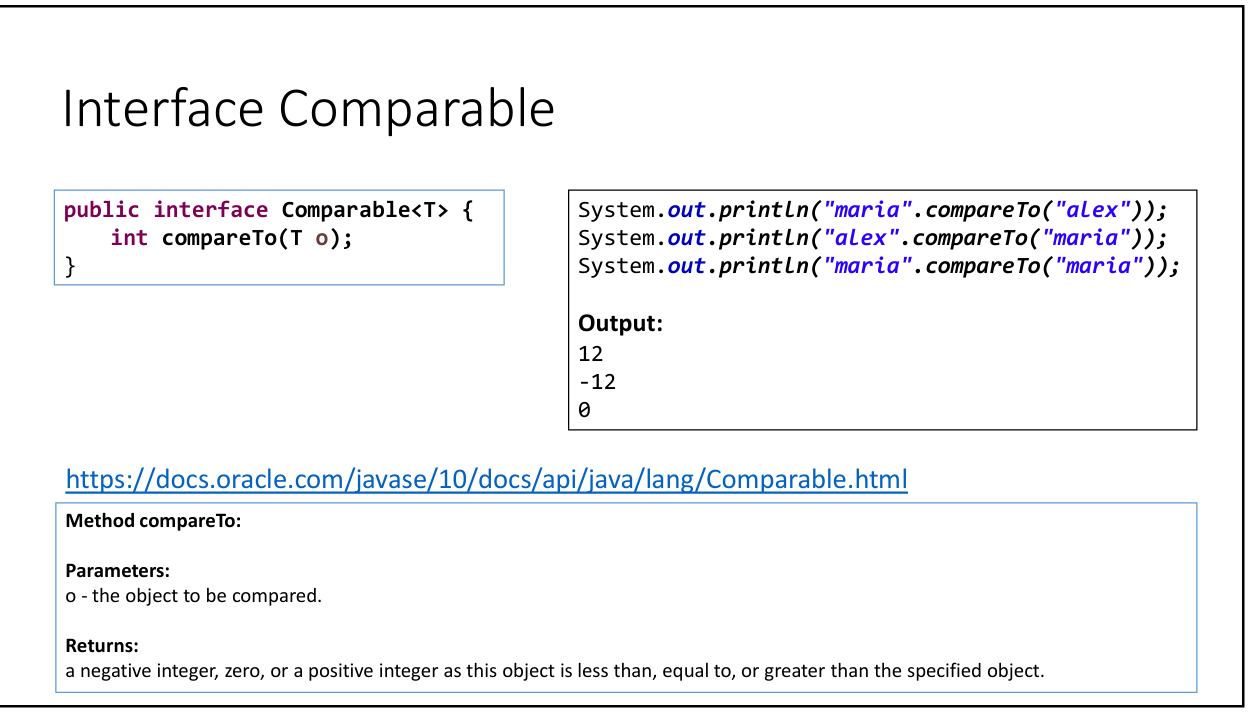 Interface Comparable
public interface Comparable<T> {
int compareTo(T o);
}
System.out.println("maria".compareTo("alex"));
System.out.println("alex".compareTo("maria"));
System.out.println("maria".compareTo("maria"));
Output:
12
-12
0
https://docs.oracle.com/javase/10/docs/api/java/lang/Comparable.html
Method compareTo:
Parameters:
o - the object to be compared.
Returns:
a negative integer, zero, or a positive integer as this object is less than, equal to, or greater than the specified object.